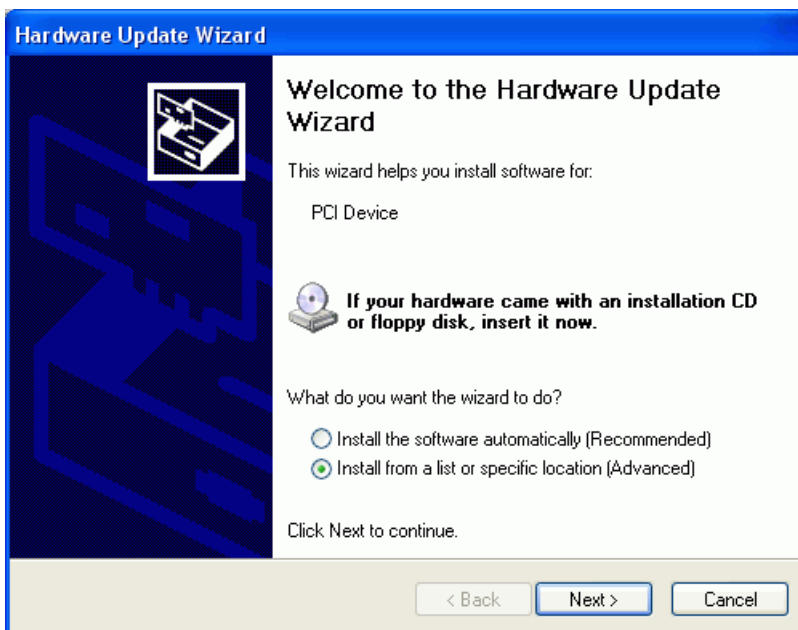 Hardware Update Wizard
Welcome to the Hardware Update
Wizard
This wizard helps you install software for:
PCI Device
If your hardware came with an installation CD
or floppy disk, insert it now.
What do you want the wizard to do?
Install the software automatically (Recommended)
Install from a list or specific location (Advanced)
Click Next to continue.
< Back Next > Cancel